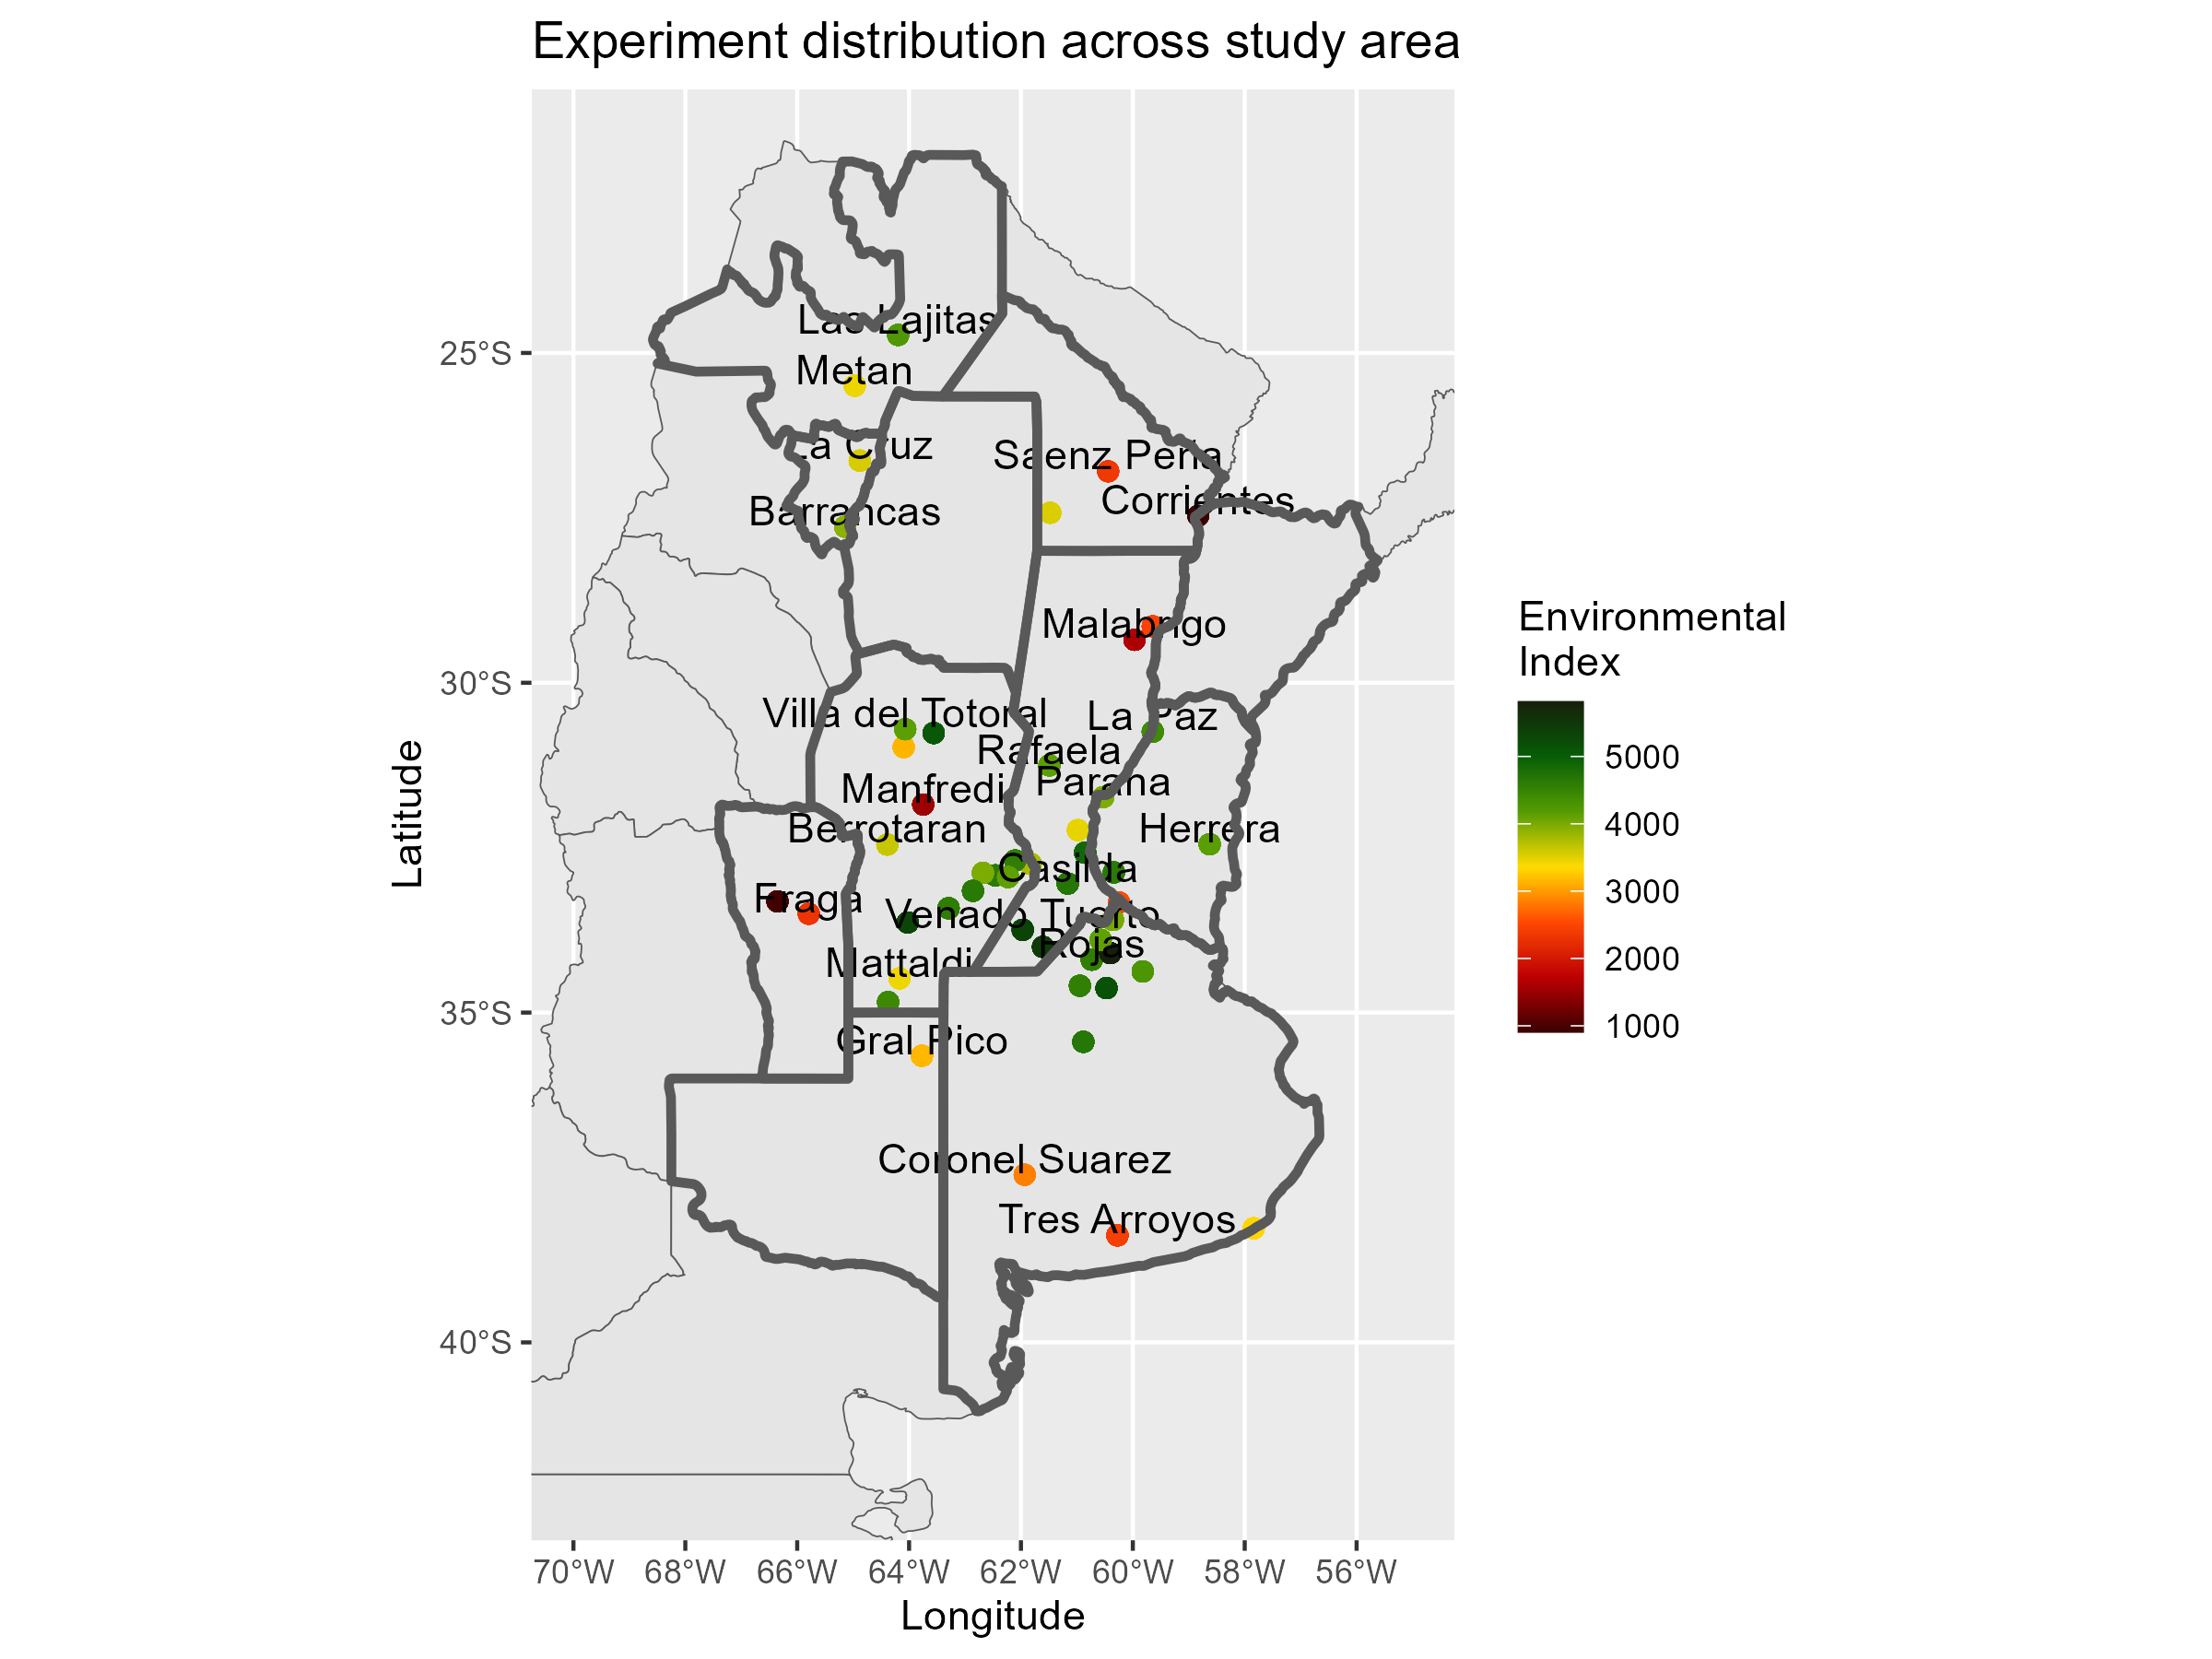 Experiment distribution across study area
Las Lajitas
25°S
Metan
La Cruz
Saenz Peña
Corrientes
Barrancas
Malabrigo
Environmental
Index
30°S
Villa del Totoral
La Paz
Rafaela
5000
Parana
Manfredi
4000
Berrotaran
Herrera
Casilda
3000
Fraga
Venado Tuerto
Rojas
2000
Mattaldi
35°S
1000
Gral Pico
Coronel Suarez
Tres Arroyos
40°S
Latitude
70°W 68°W 66°W 64°W 62°W 60°W 58°W 56°W
Longitude